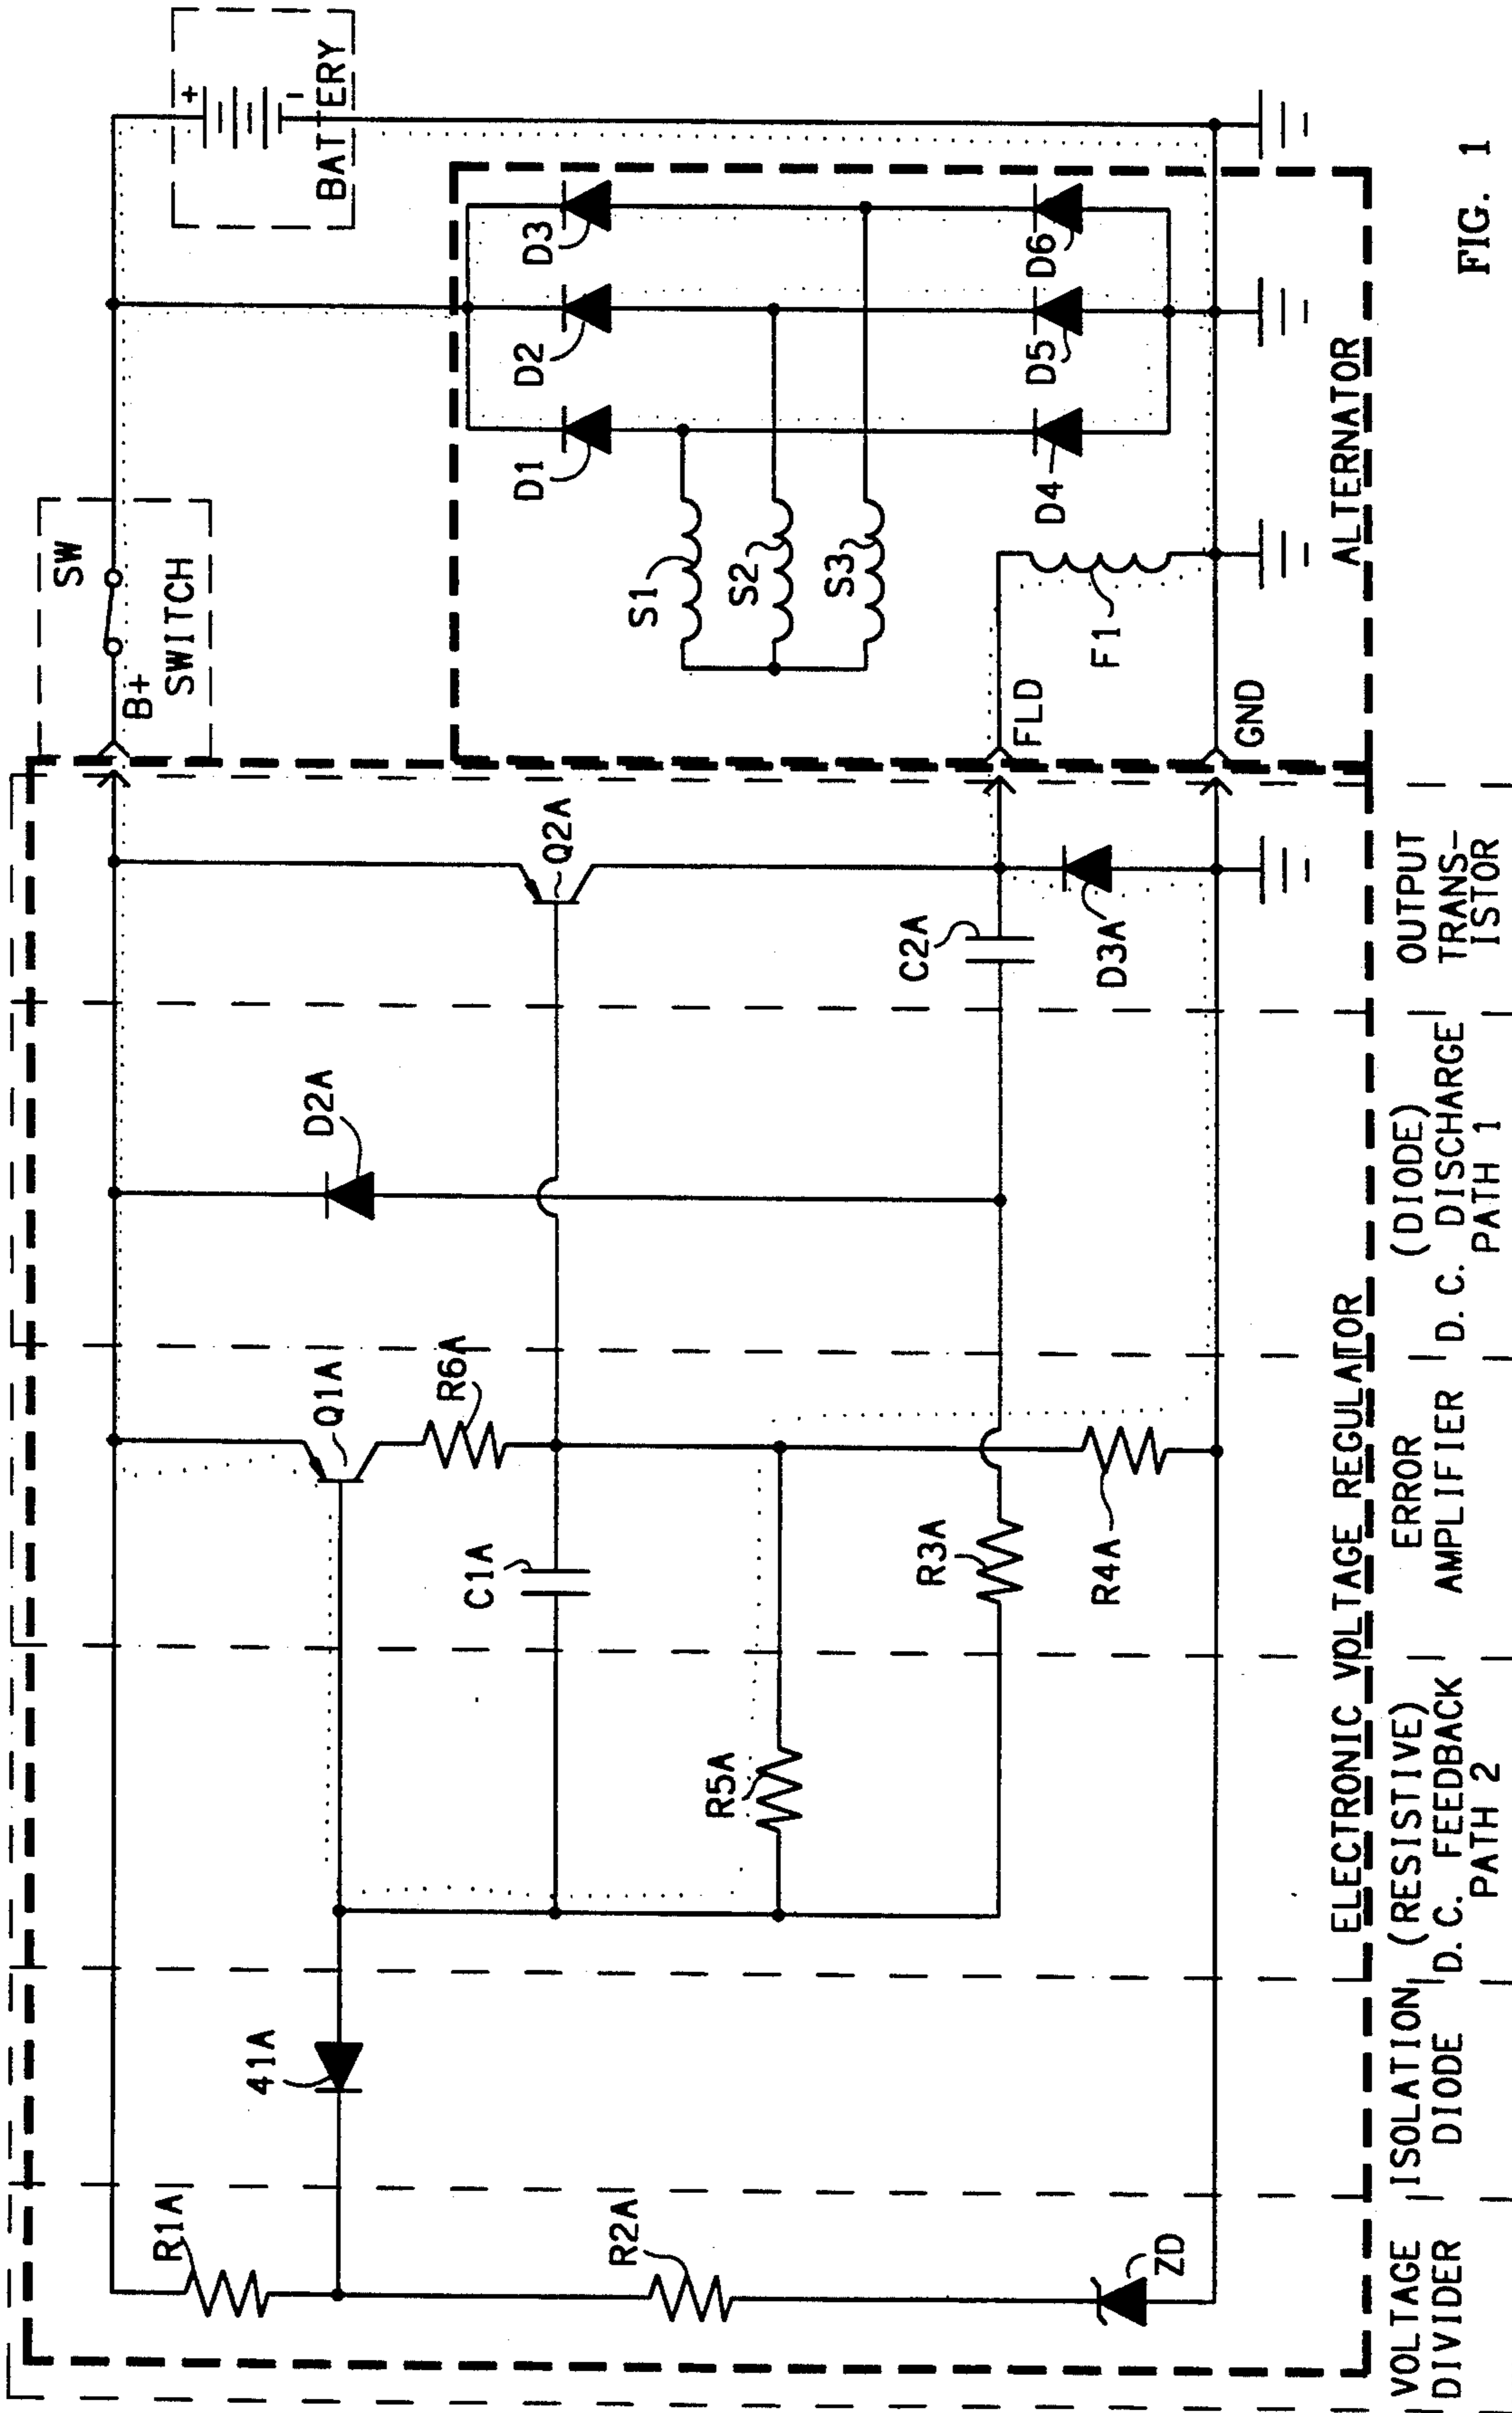 SW
SWITCH
B+
BATTERY
+
-
R1A
41A
Q1A
R6A
D2A
Q2A
D1
D2
D3
S1
S2
S3
C1A
R2A
R5A
R3A
R4A
C2A
D3A
FLD
F1
GND
D4
D5
D6
ZD
ELECTRONIC VOLTAGE REGULATOR
ALTERNATOR
VOLTAGE
DIVIDER
ISOLATION
DIODE
(RESISTIVE)
D.C. FEEDBACK
PATH 2
ERROR
AMPLIFIER
(DIODE)
D.C. DISCHARGE
PATH 1
OUTPUT
TRANS-
ISTOR
FIG. 1